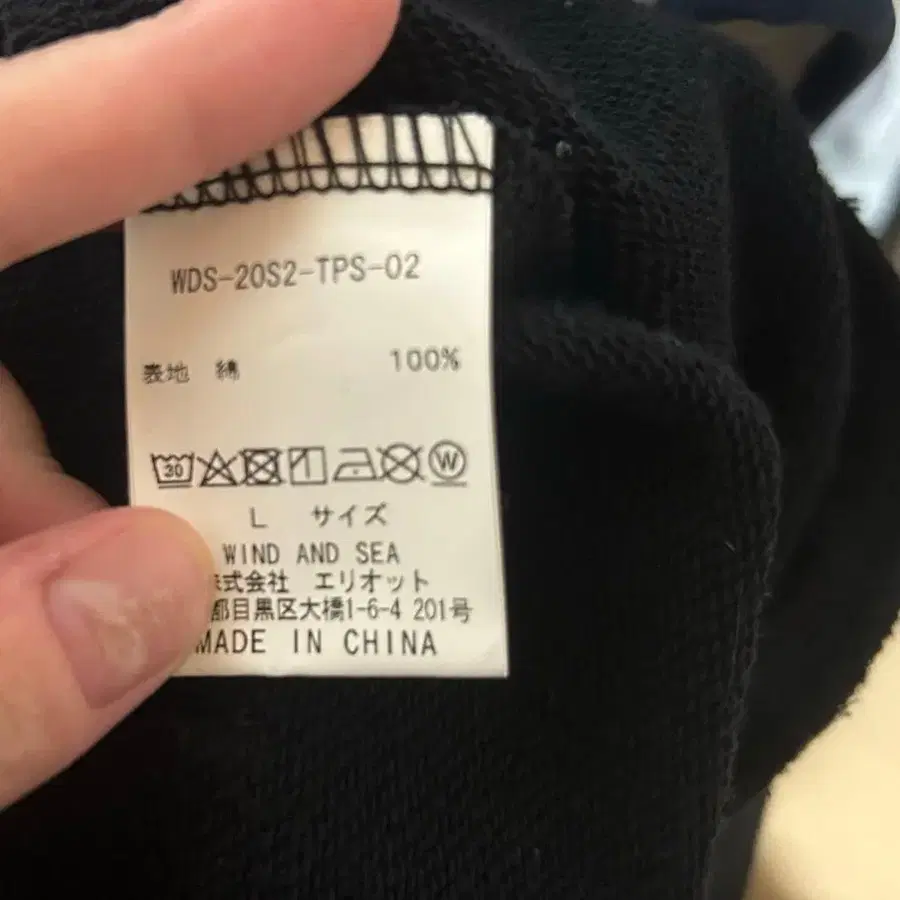 WDS-20S2-TPS-02
表地 綿 100%
30 W
L サイズ
WIND AND SEA
式会社 エリオット
都目黒区大橋1-6-4 201号
MADE IN CHINA